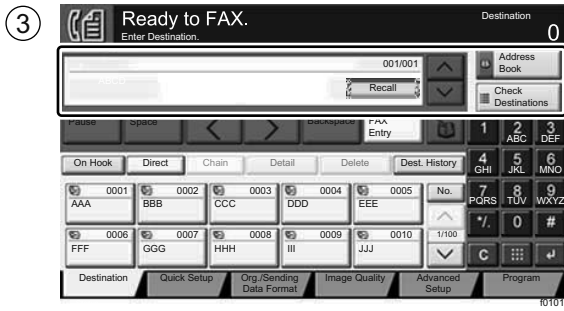 3
Ready to FAX.
Enter Destination.
Destination
0
001/001
Address
Book
Recall
Check
Destinations
Pause Space Backspace FAX
Entry
1 2 ABC 3 DEF
On Hook Direct Chain Detail Delete Dest. History
4 GHI 5 JKL 6 MNO
0001 0002 0003 0004 0005 No.
AAA BBB CCC DDD EEE
7 PQRS 8 TUV 9 WXYZ
*/. 0 #
0006 0007 0008 0009 0010 1/100
FFF GGG HHH III JJJ
C
Destination Quick Setup Org./Sending
Data Format Image Quality Advanced
Setup Program
f0101